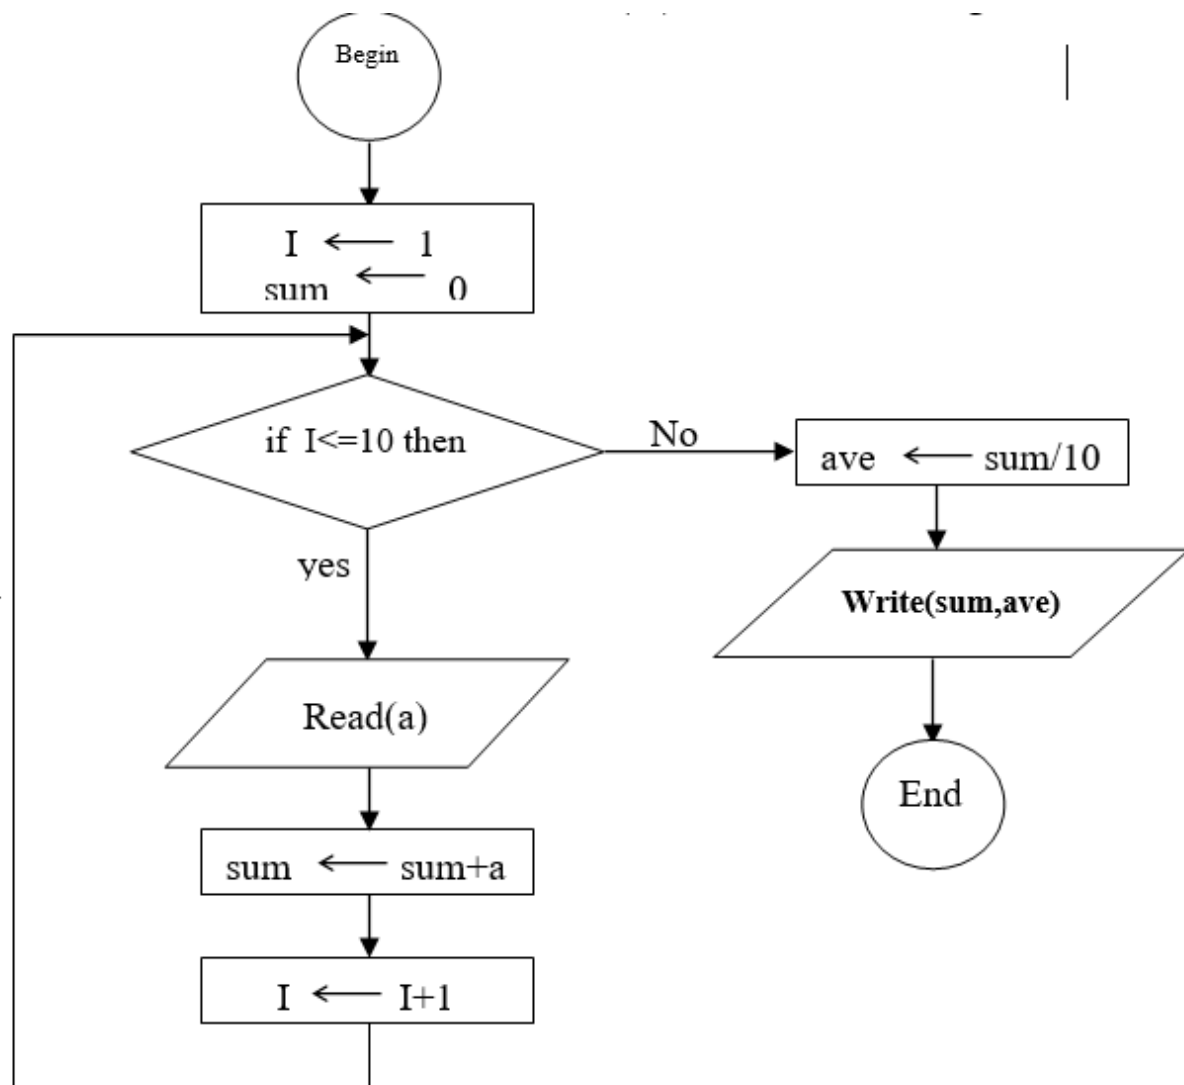 Begin
I ← 1
sum ← 0
if I<=10 then
No
ave ← sum/10
yes
Write(sum,ave)
Read(a)
End
sum ← sum+a
I ← I+1